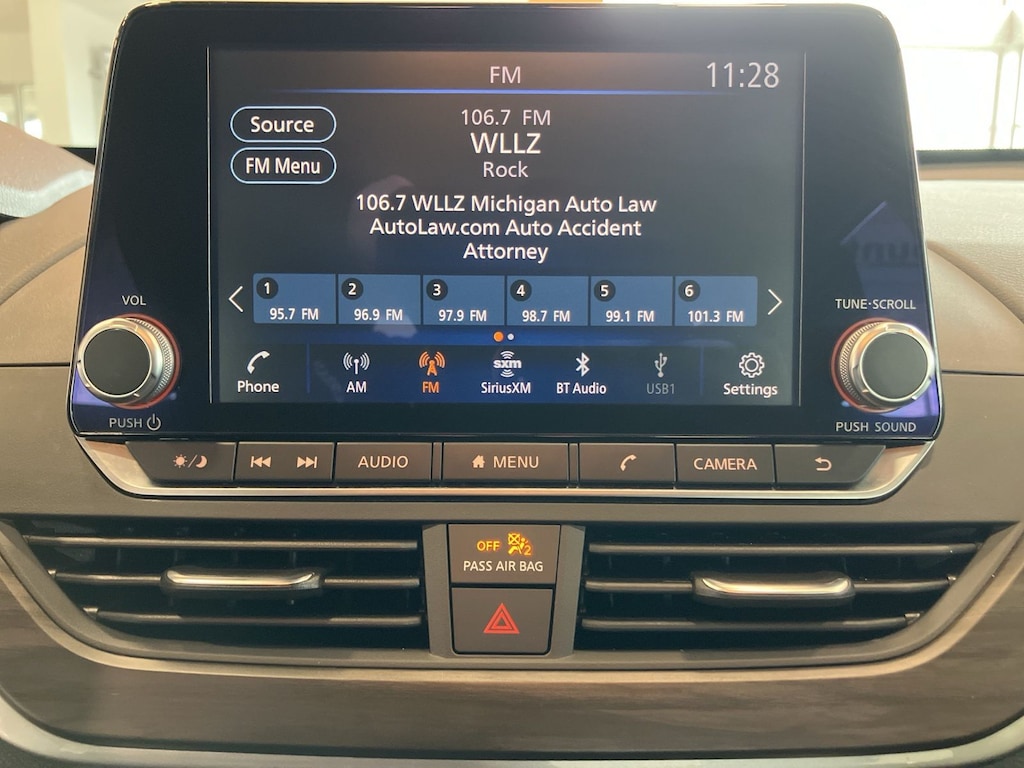 FM
11:28
Source
FM Menu
106.7 FM
WLLZ
Rock
106.7 WLLZ Michigan Auto Law
AutoLaw.com Auto Accident
Attorney
1 2 3 4 5 6
95.7 FM 96.9 FM 97.9 FM 98.7 FM 99.1 FM 101.3 FM
VOL
TUNE·SCROLL
sxm
Phone AM FM SiriusXM BT Audio USB1 Settings
PUSH
PUSH SOUND
AUDIO MENU CAMERA
OFF 2
PASS AIR BAG